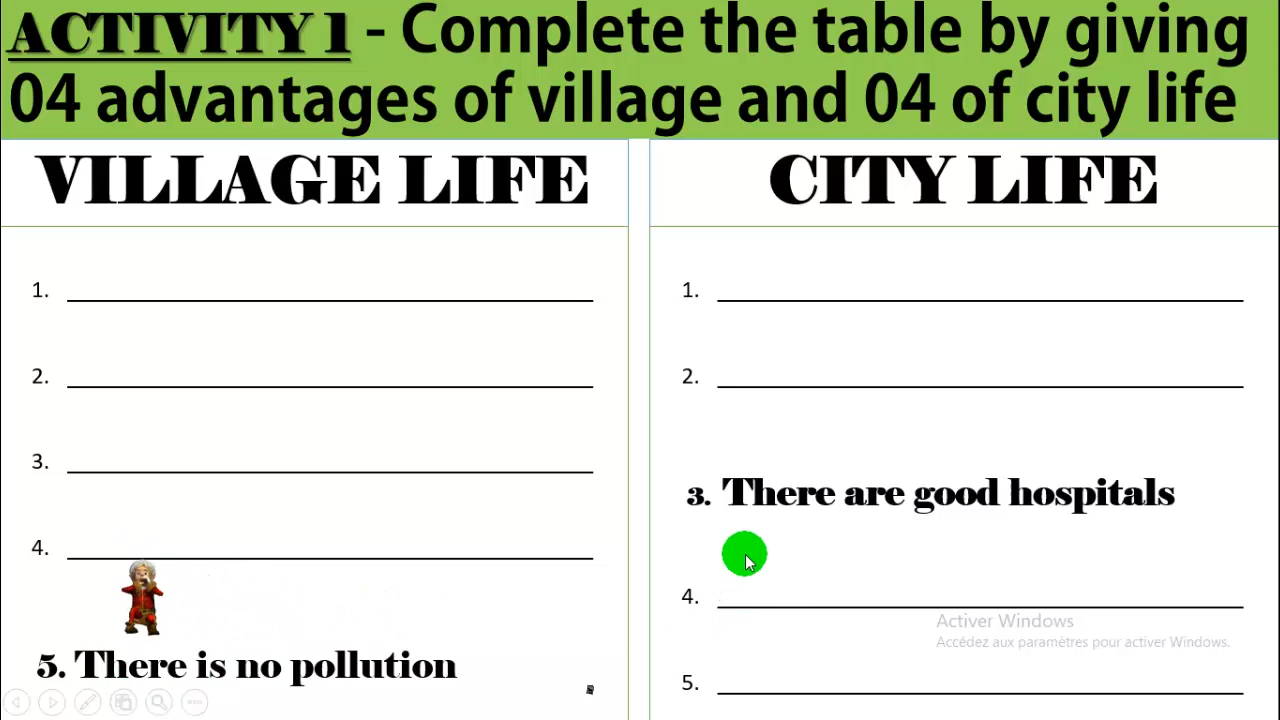 ACTIVITY 1 - Complete the table by giving
04 advantages of village and 04 of city life
VILLAGE LIFE
1.
2.
3.
4.
5. There is no pollution
CITY LIFE
1.
2.
3. There are good hospitals
4.
5.
Activer Windows
Accédez aux paramètres pour activer Windows.